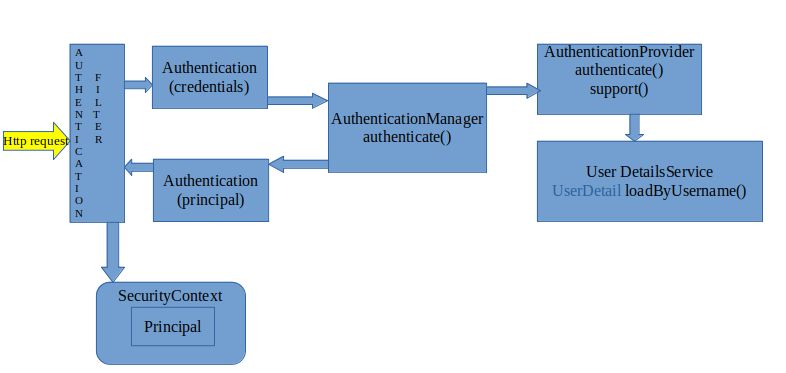 Http request
AUTHENTICATION
FILTER
Authentication
(credentials)
Authentication
(principal)
AuthenticationManager
authenticate()
AuthenticationProvider
authenticate()
support()
User DetailsService
UserDetail loadByUsername()
SecurityContext
Principal